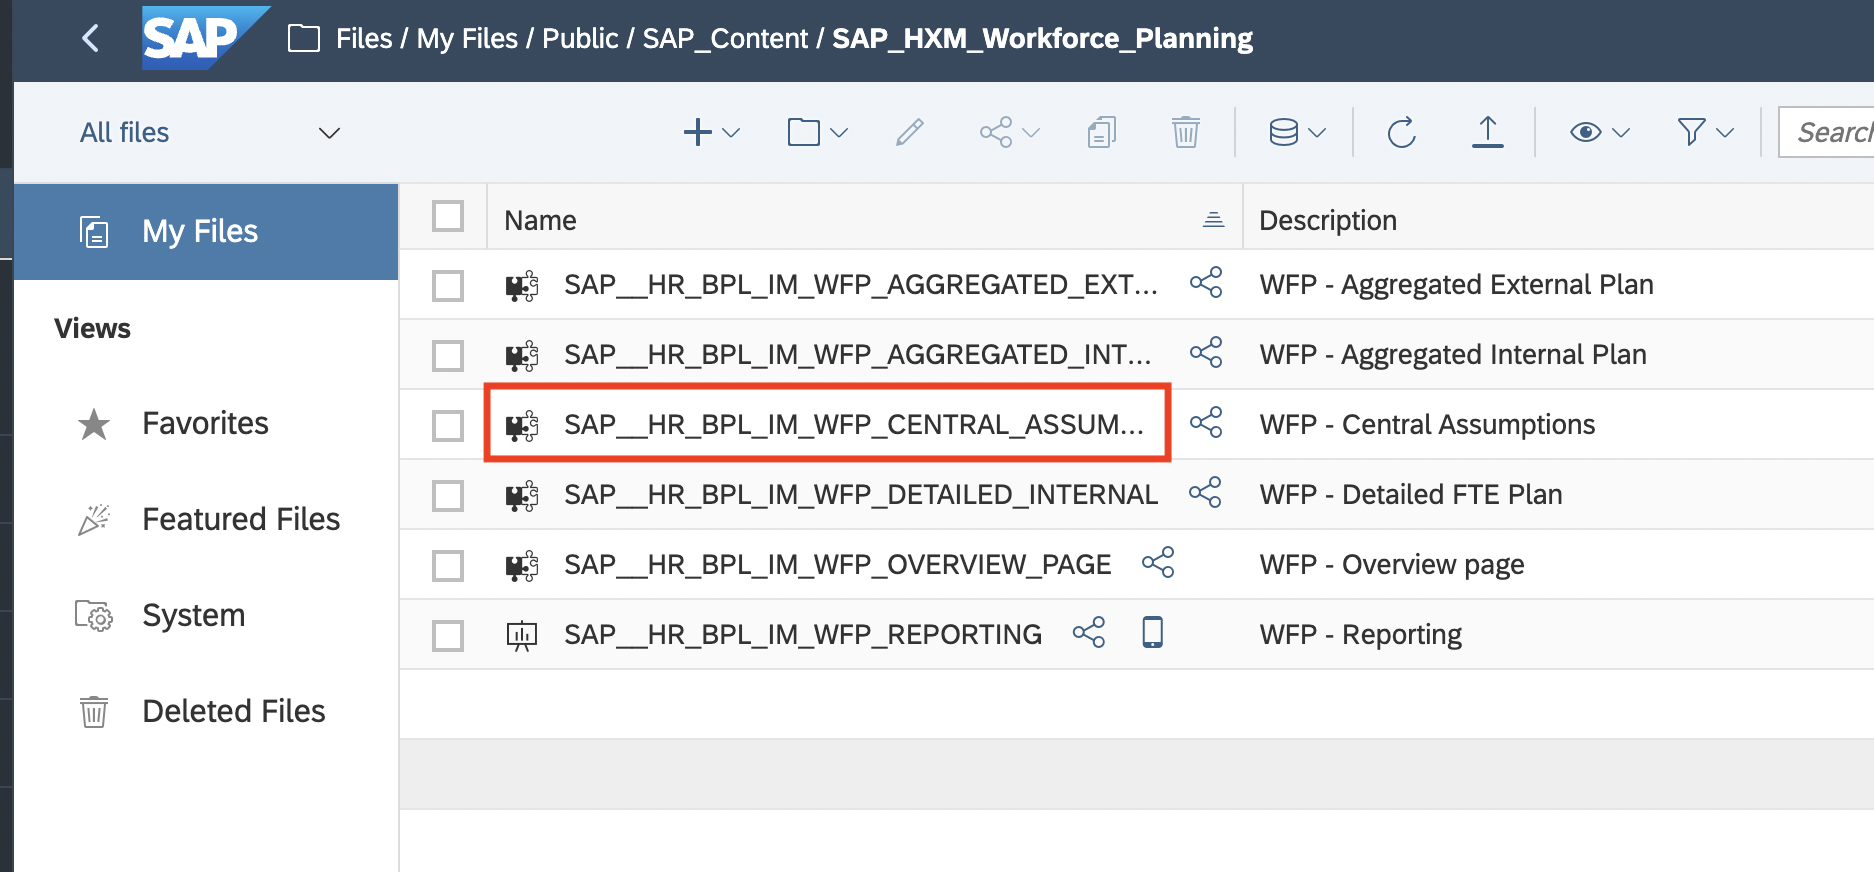 SAP Files / My Files / Public / SAP_Content / SAP_HXM_Workforce_Planning
All files
Search
My Files
Name Description
SAP__HR_BPL_IM_WFP_AGGREGATED_EXT... WFP - Aggregated External Plan
SAP__HR_BPL_IM_WFP_AGGREGATED_INT... WFP - Aggregated Internal Plan
Views
SAP__HR_BPL_IM_WFP_CENTRAL_ASSUM... WFP - Central Assumptions
Favorites
SAP__HR_BPL_IM_WFP_DETAILED_INTERNAL WFP - Detailed FTE Plan
Featured Files
SAP__HR_BPL_IM_WFP_OVERVIEW_PAGE WFP - Overview page
System
SAP__HR_BPL_IM_WFP_REPORTING WFP - Reporting
Deleted Files